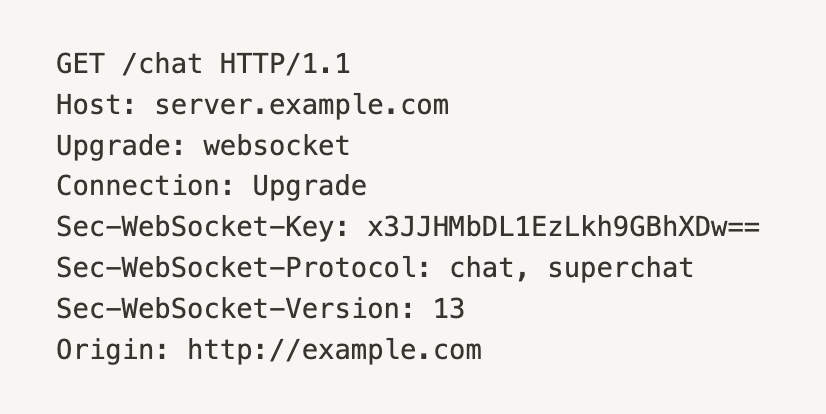 GET /chat HTTP/1.1
Host: server.example.com
Upgrade: websocket
Connection: Upgrade
Sec-WebSocket-Key: x3JJHMbDL1EzLkh9GBhXDw==
Sec-WebSocket-Protocol: chat, superchat
Sec-WebSocket-Version: 13
Origin: http://example.com